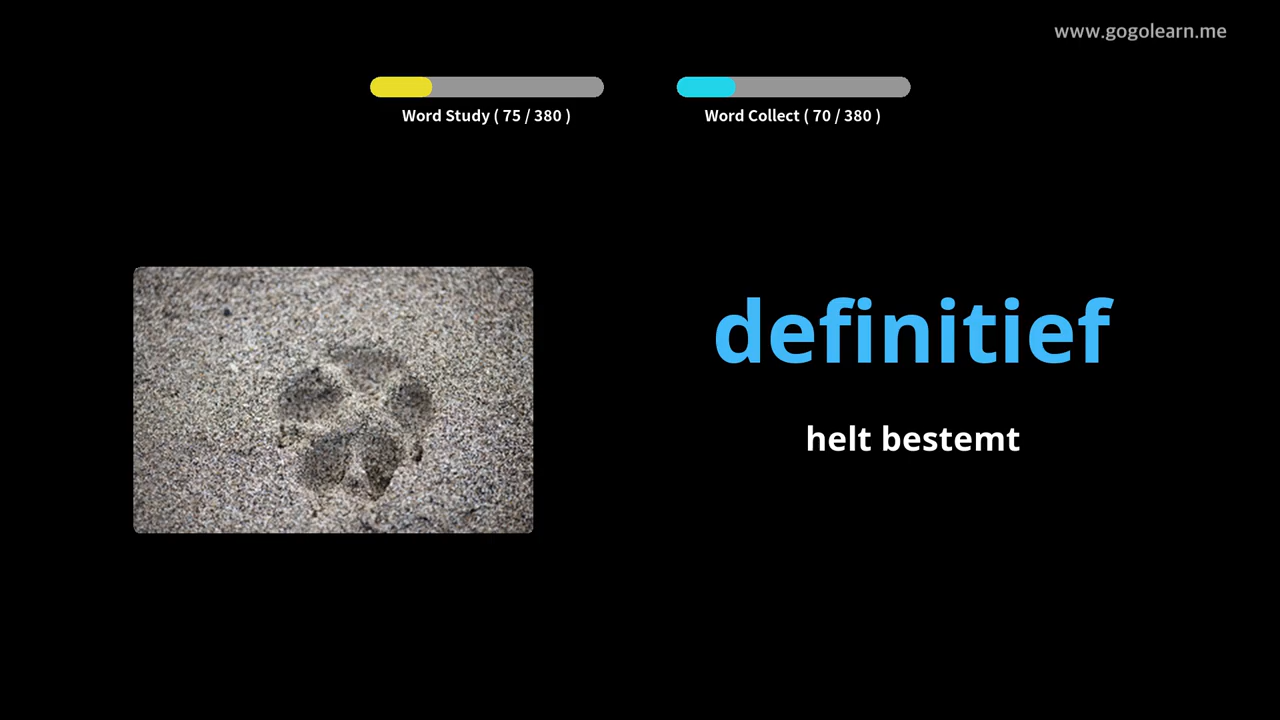 www.gogolearn.me
Word Study ( 75 / 380 )
Word Collect ( 70 / 380 )
definitief
helt bestemt